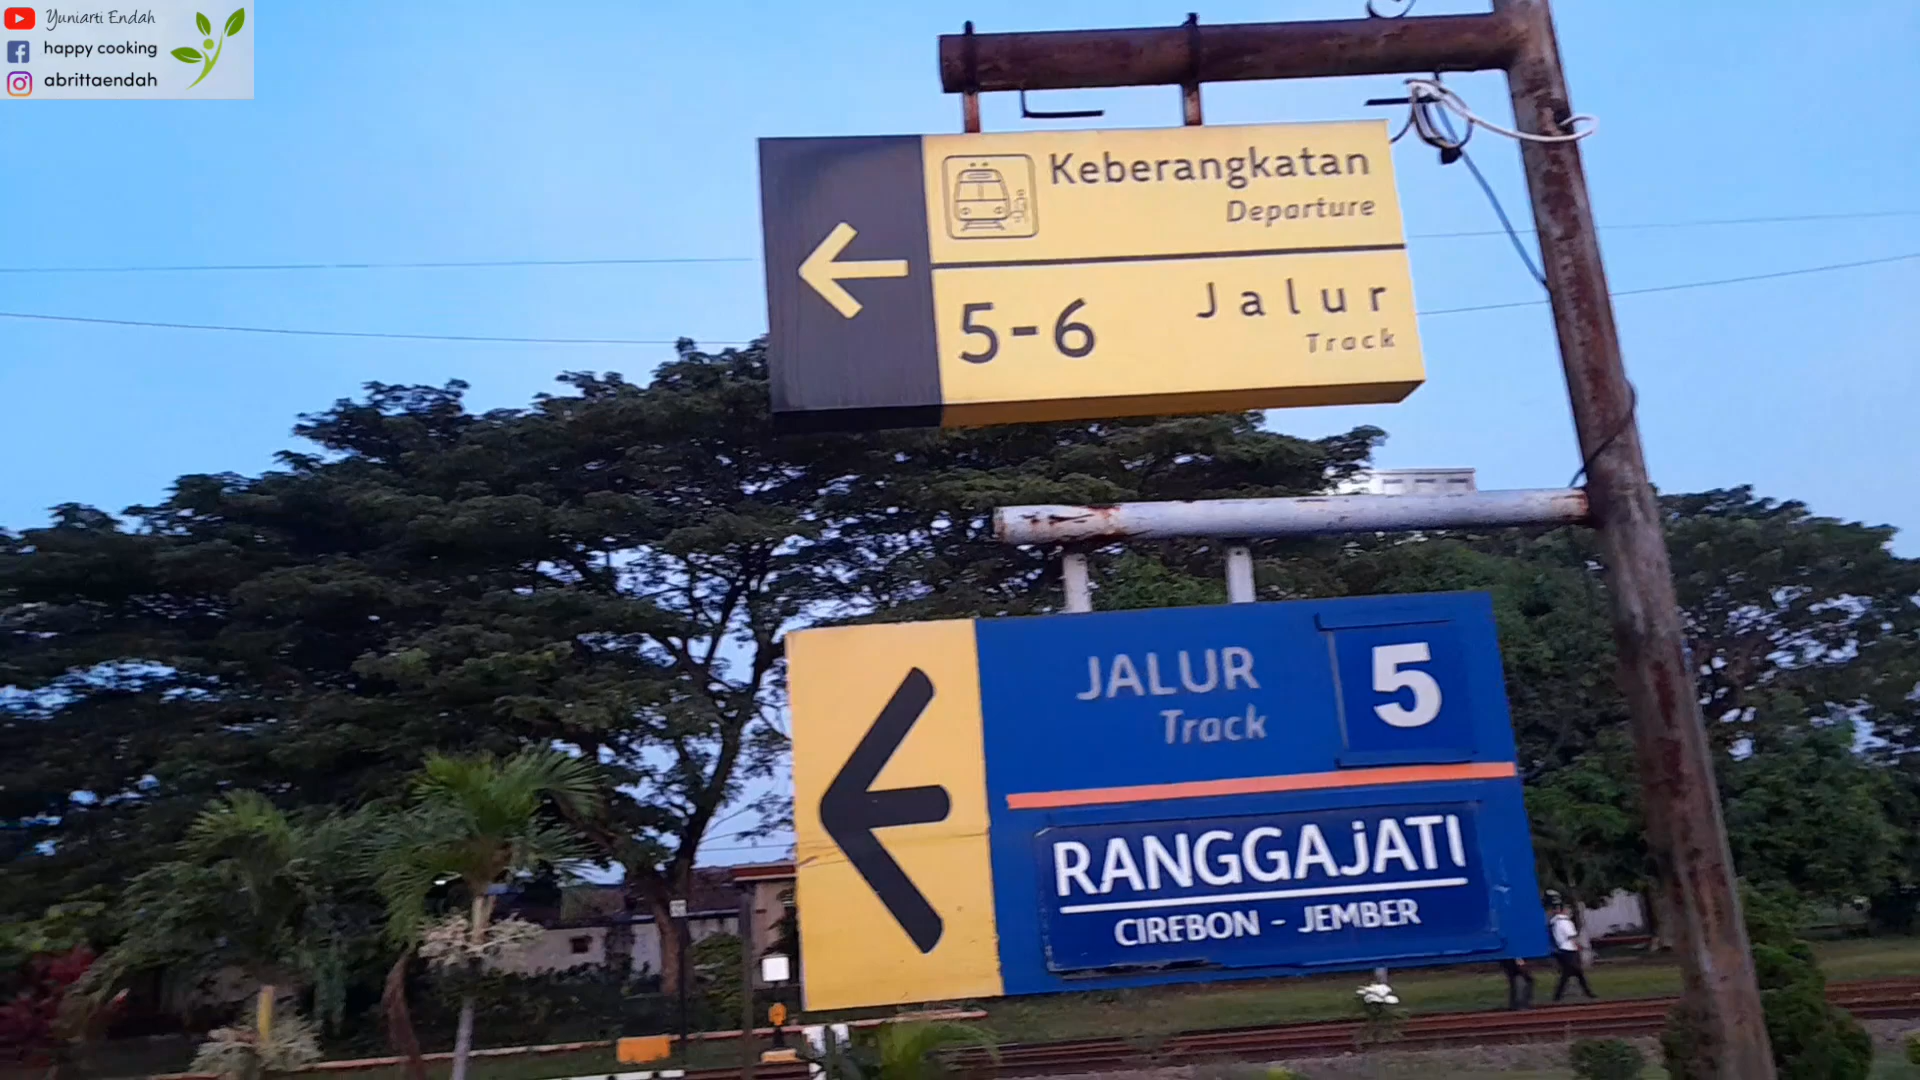 Yuniarti Endah
happy cooking
abrittaendah
Keberangkatan
Departure
5-6 Jalur
Track
JALUR 5
Track
RANGGAJATI
CIREBON - JEMBER